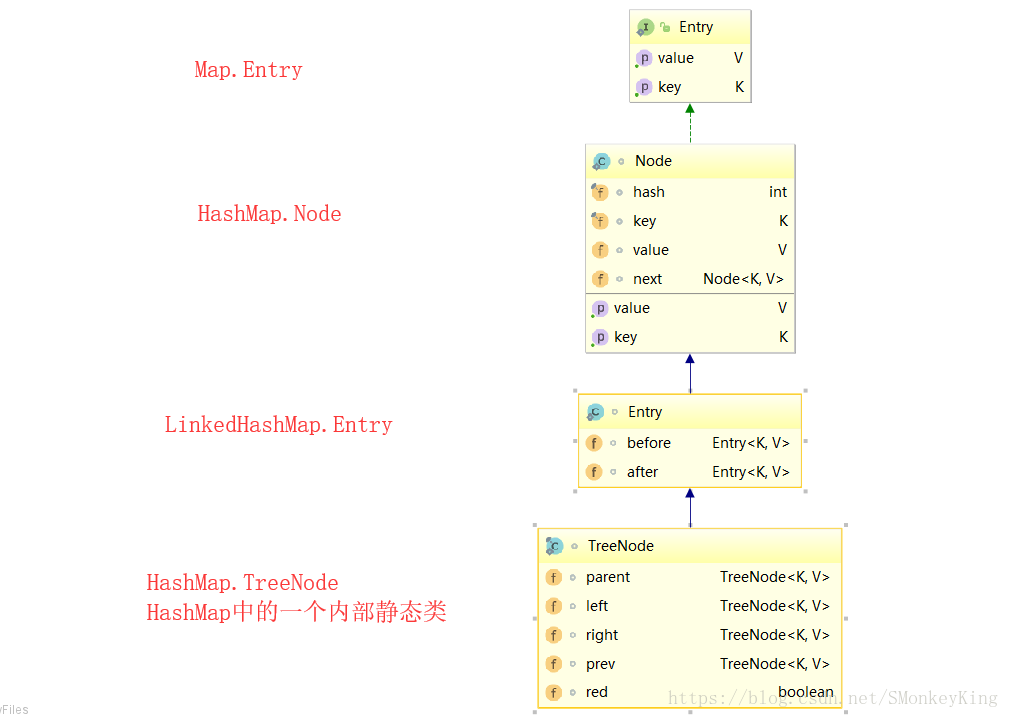 Entry
Map.Entry
value V
key K
Node
hash int
HashMap.Node
key K
value V
next Node<K, V>
value V
key K
Entry
LinkedHashMap.Entry
before Entry<K, V>
after Entry<K, V>
TreeNode
HashMap.TreeNode
parent TreeNode<K, V>
HashMap中的一个内部静态类
left TreeNode<K, V>
right TreeNode<K, V>
prev TreeNode<K, V>
red boolean
https://blog.csdn.net/SMonkeyKing
Files